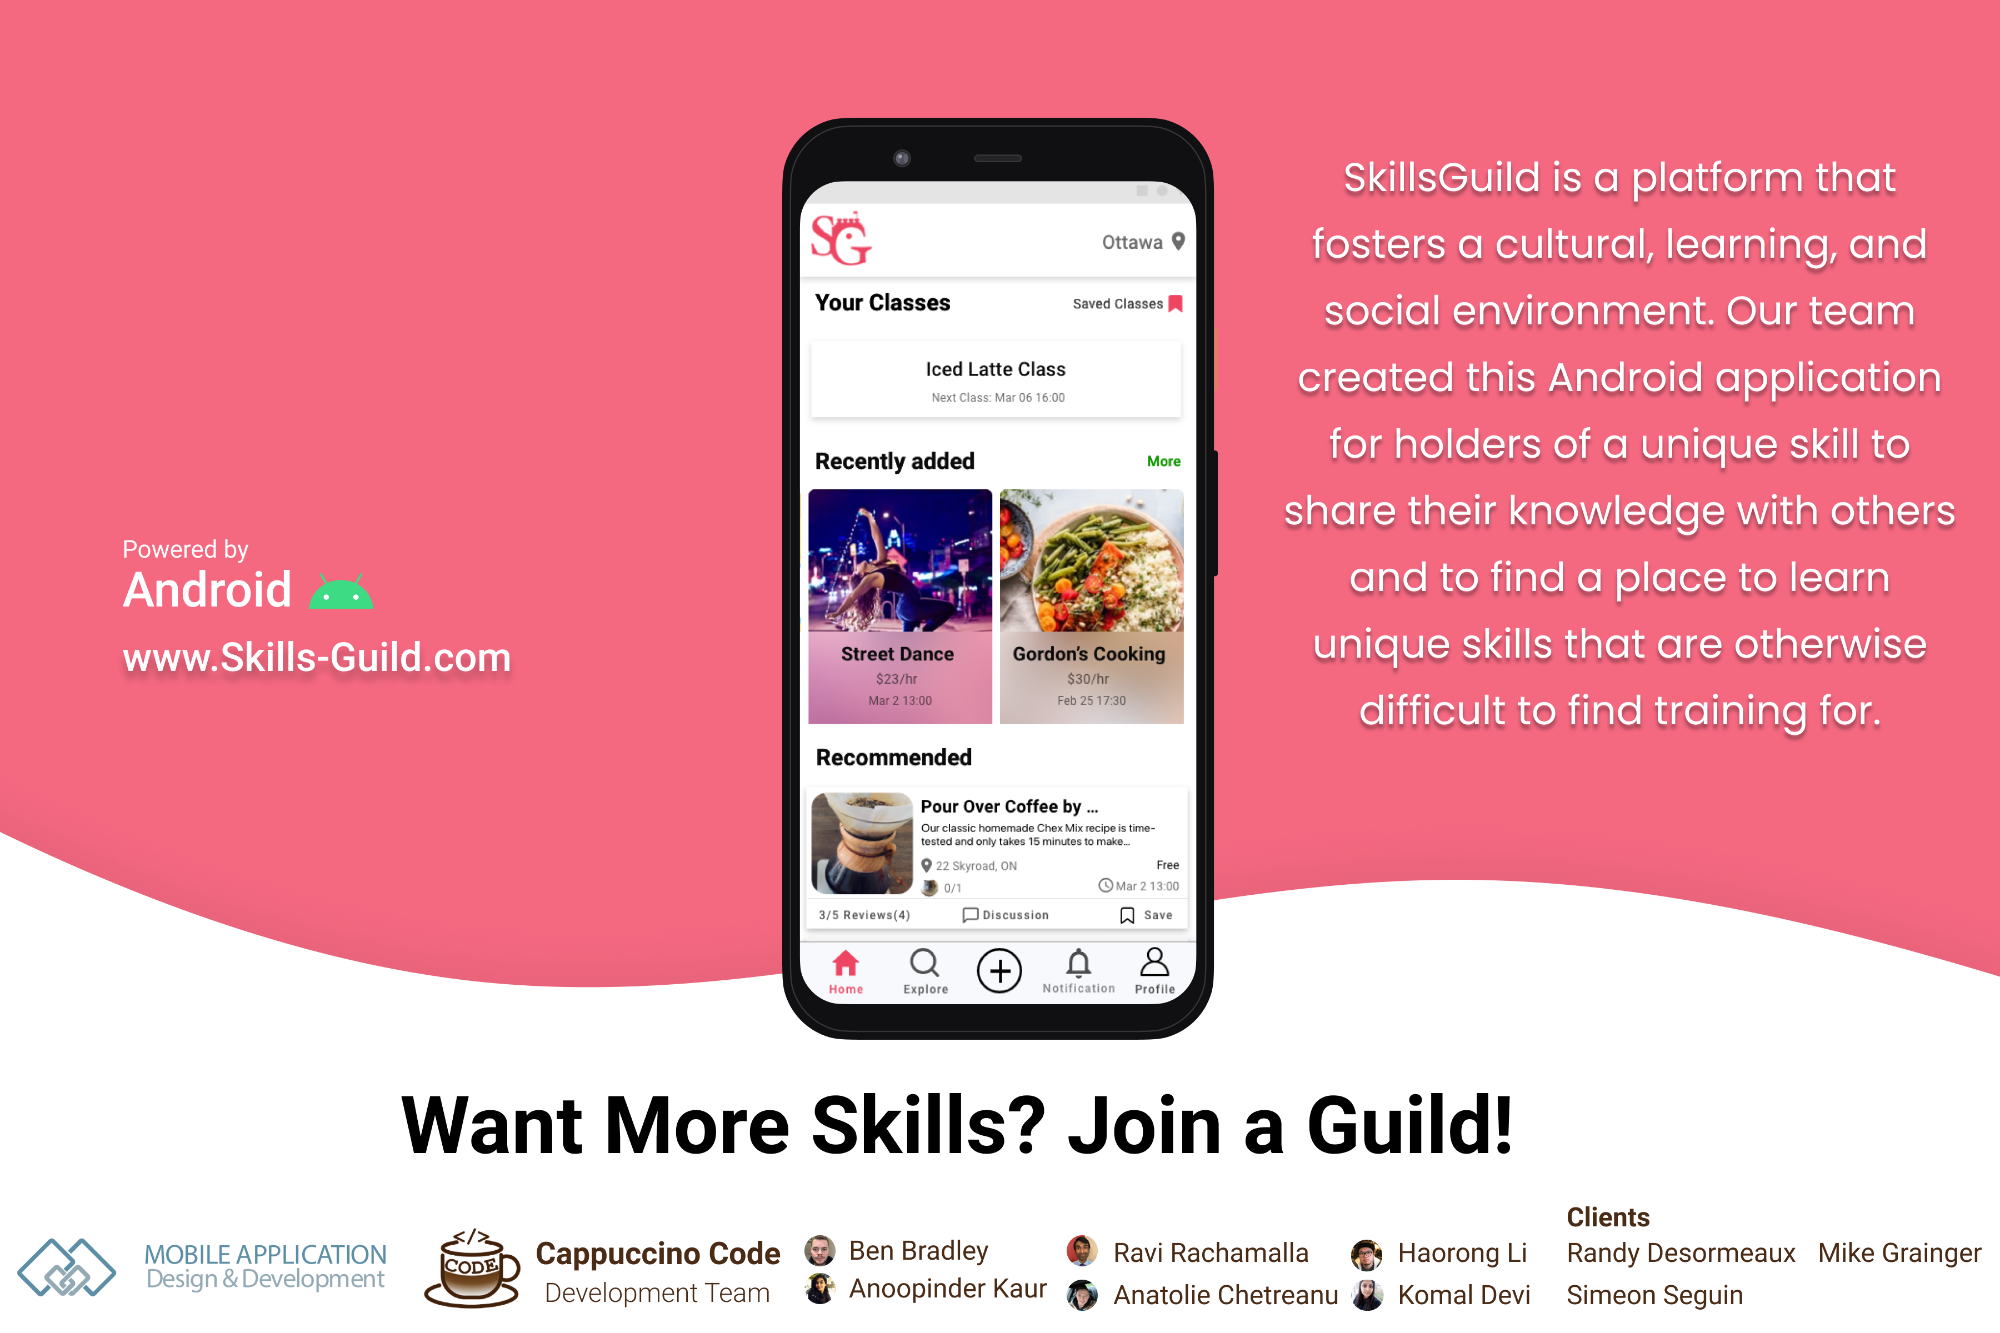 SkillsGuild is a platform that
fosters a cultural, learning, and
social environment. Our team
created this Android application
for holders of a unique skill to
share their knowledge with others
and to find a place to learn
unique skills that are otherwise
difficult to find training for.
Powered by
Android
www.Skills-Guild.com
SG
Ottawa
Your Classes
Saved Classes
Iced Latte Class
Next Class: Mar 06 16:00
Recently added
More
Street Dance
$23/hr
Mar 2 13:00
Gordon's Cooking
$30/hr
Feb 25 17:30
Recommended
Pour Over Coffee by ...
Our classic homemade Chex Mix recipe is time-
tested and only takes 15 minutes to make...
22 Skyroad, ON
Free
0/1
Mar 2 13:00
3/5 Reviews(4)
Discussion
Save
Home
Explore
Notification
Profile
Want More Skills? Join a Guild!
MOBILE APPLICATION
Design & Development
</>
CODE
Cappuccino Code
Development Team
Ben Bradley
Anoopinder Kaur
Ravi Rachamalla
Anatolie Chetreanu
Haorong Li
Komal Devi
Clients
Randy Desormeaux
Mike Grainger
Simeon Seguin